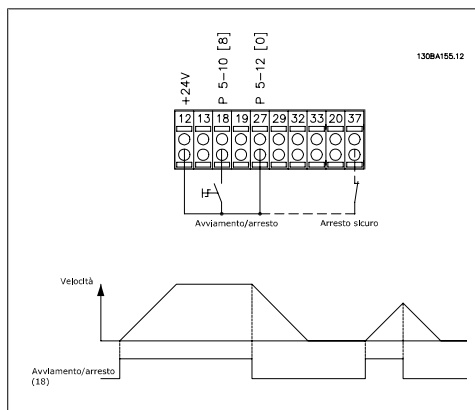 130BA155.12
+24V
P 5-10 [8]
P 5-12 [0]
12 13 18 19 27 29 32 33 20 37
Avviamento/arresto
Arresto sicuro
Velocità
Avviamento/arresto
(18)